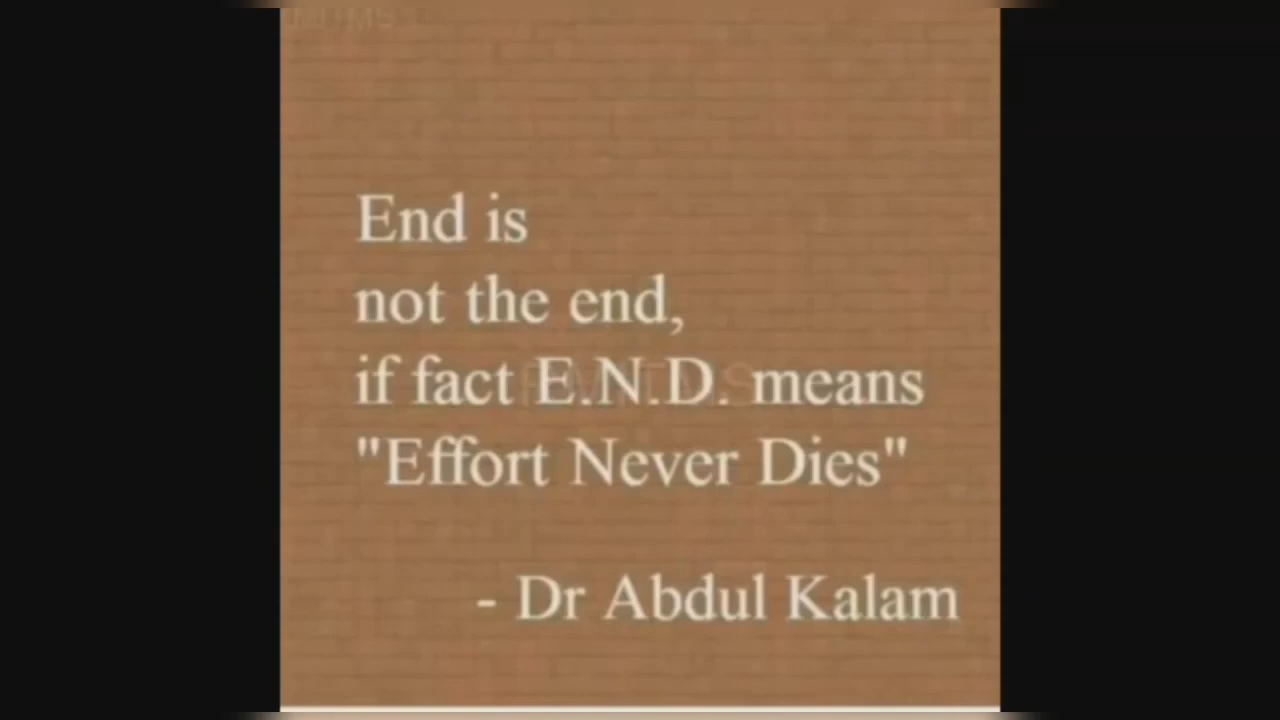 End is
not the end,
if fact E.N.D. means
"Effort Never Dies"
- Dr Abdul Kalam